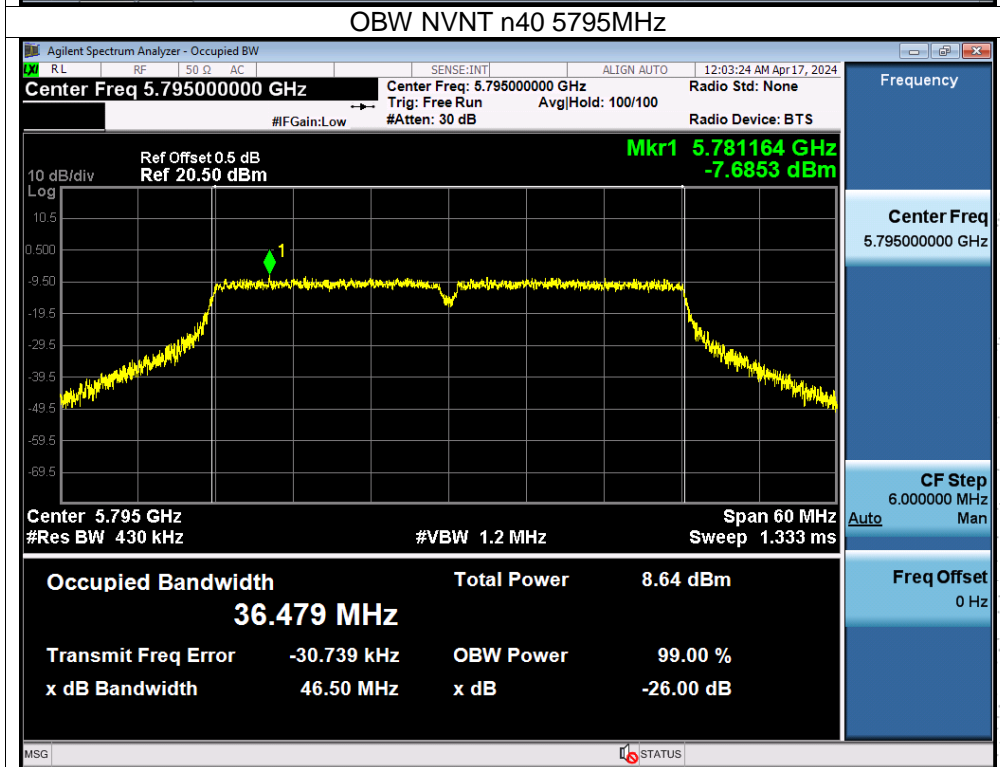 OBW NVNT n40 5795MHz
Agilent Spectrum Analyzer - Occupied BW
LXI RL RF 50 Ω AC SENSE:INT ALIGN AUTO 12:03:24 AM Apr 17, 2024
Center Freq 5.795000000 GHz
#IFGain:Low
Center Freq: 5.795000000 GHz
Trig: Free Run Avg|Hold: 100/100
#Atten: 30 dB
Radio Std: None
Radio Device: BTS
Ref Offset 0.5 dB
10 dB/div Ref 20.50 dBm
Log
Mkr1 5.781164 GHz
-7.6853 dBm
10.5
0.500
-9.50
-19.5
-29.5
-39.5
-49.5
-59.5
-69.5
1
Center 5.795 GHz Span 60 MHz
#Res BW 430 kHz #VBW 1.2 MHz Sweep 1.333 ms
Occupied Bandwidth
36.479 MHz
Total Power 8.64 dBm
Transmit Freq Error -30.739 kHz OBW Power 99.00 %
x dB Bandwidth 46.50 MHz x dB -26.00 dB
Frequency
Center Freq
5.795000000 GHz
CF Step
6.000000 MHz
Auto Man
Freq Offset
0 Hz
MSG STATUS